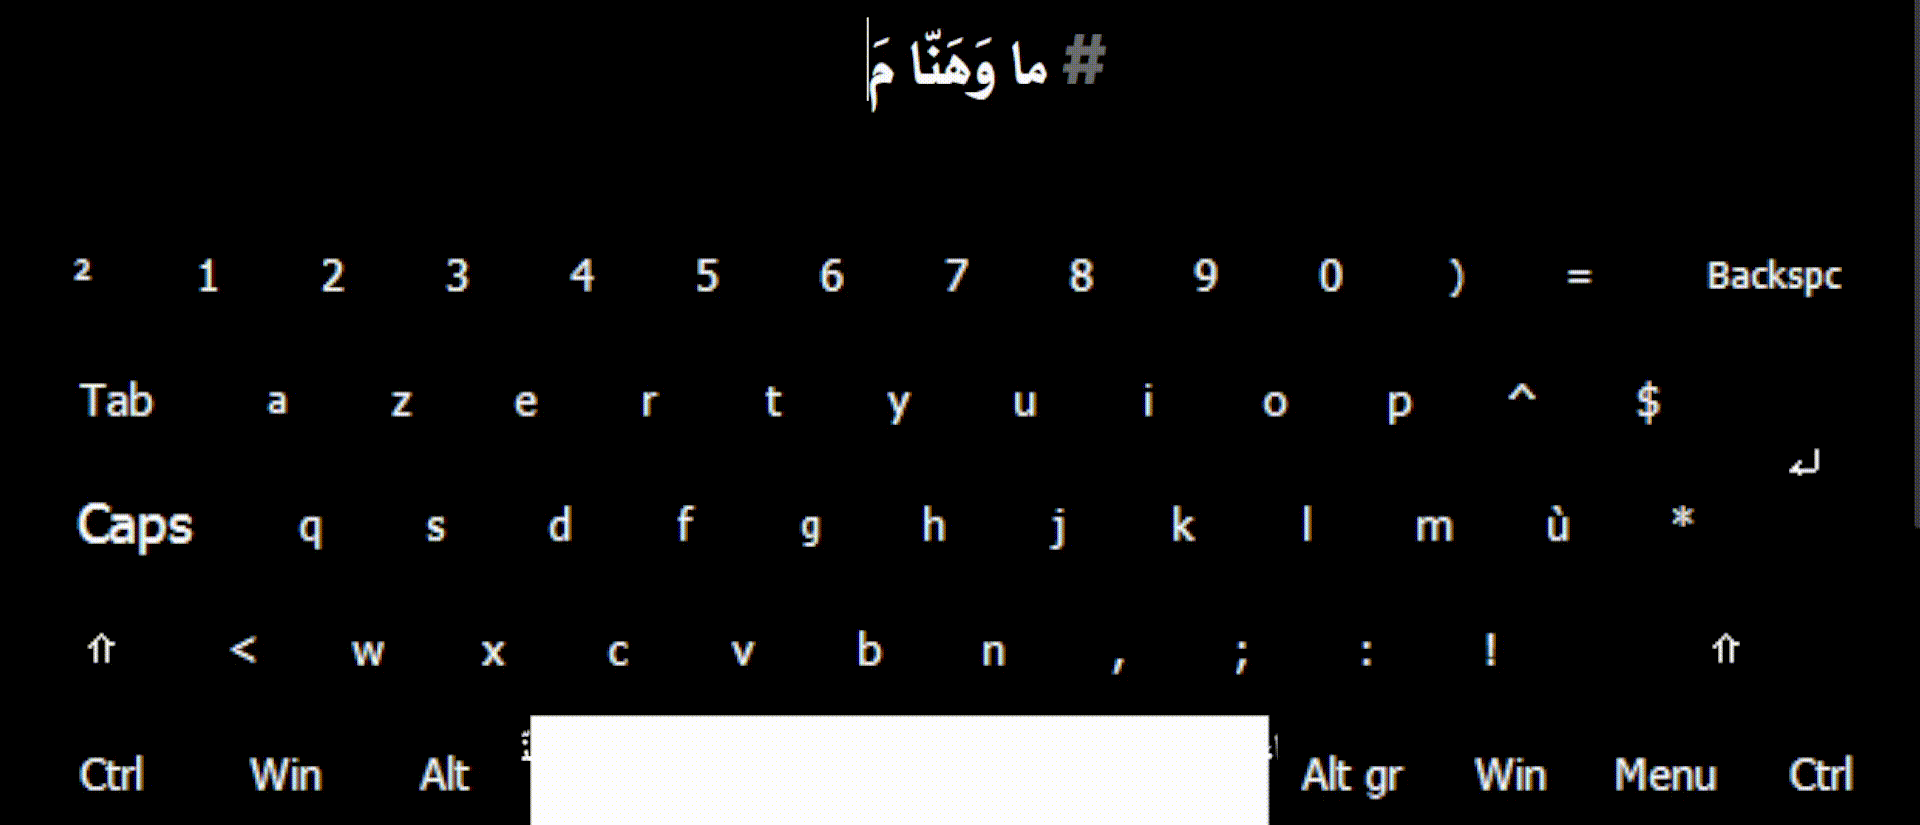 # ما وَهَنّا مَ
² 1 2 3 4 5 6 7 8 9 0 ) = Backspc
Tab a z e r t y u i o p ^ $
Caps q s d f g h j k l m ù *
⇑ < w x c v b n , ; : ! ⇑
Ctrl Win Alt Alt gr Win Menu Ctrl